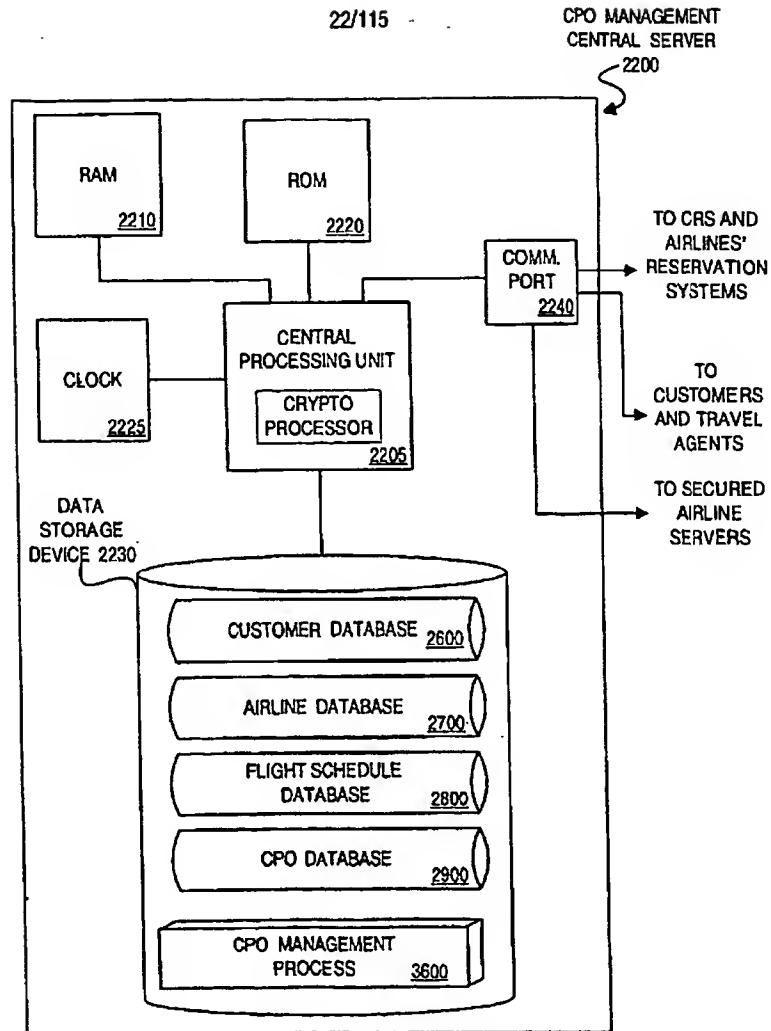 22/115
CPO MANAGEMENT
CENTRAL SERVER
2200
RAM
2210
ROM
2220
COMM.
PORT
2240
TO CRS AND
AIRLINES'
RESERVATION
SYSTEMS
CLOCK
2225
CENTRAL
PROCESSING UNIT
CRYPTO
PROCESSOR
2205
TO
CUSTOMERS
AND TRAVEL
AGENTS
TO SECURED
AIRLINE
SERVERS
DATA
STORAGE
DEVICE 2230
CUSTOMER DATABASE 2600
AIRLINE DATABASE 2700
FLIGHT SCHEDULE
DATABASE 2800
CPO DATABASE 2900
CPO MANAGEMENT
PROCESS 3600